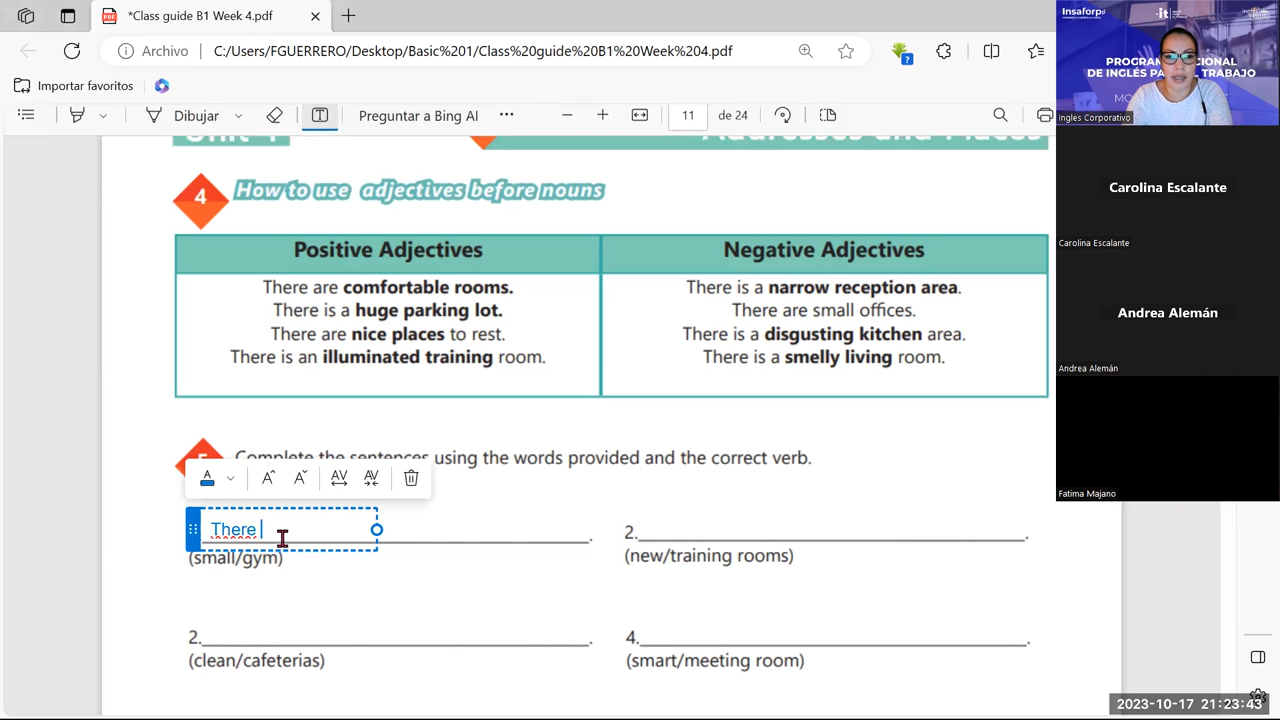 *Class guide B1 Week 4.pdf
Archivo
C:/Users/FGUERRERO/Desktop/Basic%201/Class%20guide%20B1%20Week%204.pdf
Importar favoritos
Dibujar
Preguntar a Bing AI
11
de 24
Unit 4
Addresses and Places
4
How to use adjectives before nouns
Positive Adjectives
There are comfortable rooms.
There is a huge parking lot.
There are nice places to rest.
There is an illuminated training room.
Negative Adjectives
There is a narrow reception area.
There are small offices.
There is a disgusting kitchen area.
There is a smelly living room.
5
Complete the sentences using the words provided and the correct verb.
There
(small/gym)
2.
(new/training rooms)
2.
(clean/cafeterias)
4.
(smart/meeting room)
Insaforp
Ingles Corporativo
Carolina Escalante
Carolina Escalante
Andrea Alemán
Andrea Alemán
Fatima Majano
2023-10-17 21:23:43